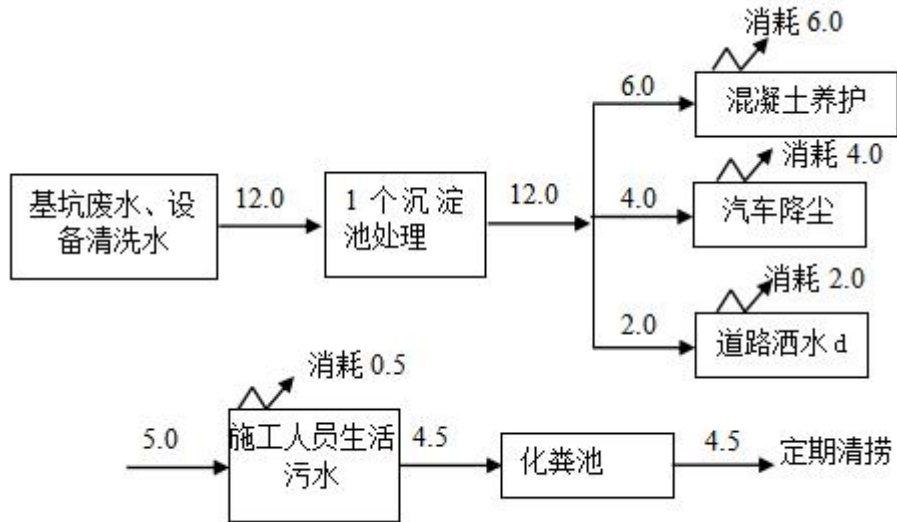 消耗 6.0
6.0
混凝土养护
消耗 4.0
基坑废水、设
备清洗水
12.0
1 个沉淀
池处理
12.0
4.0
汽车降尘
消耗 2.0
2.0
道路洒水 d
消耗 0.5
5.0
施工人员生活
污水
4.5
化粪池
4.5
定期清捞